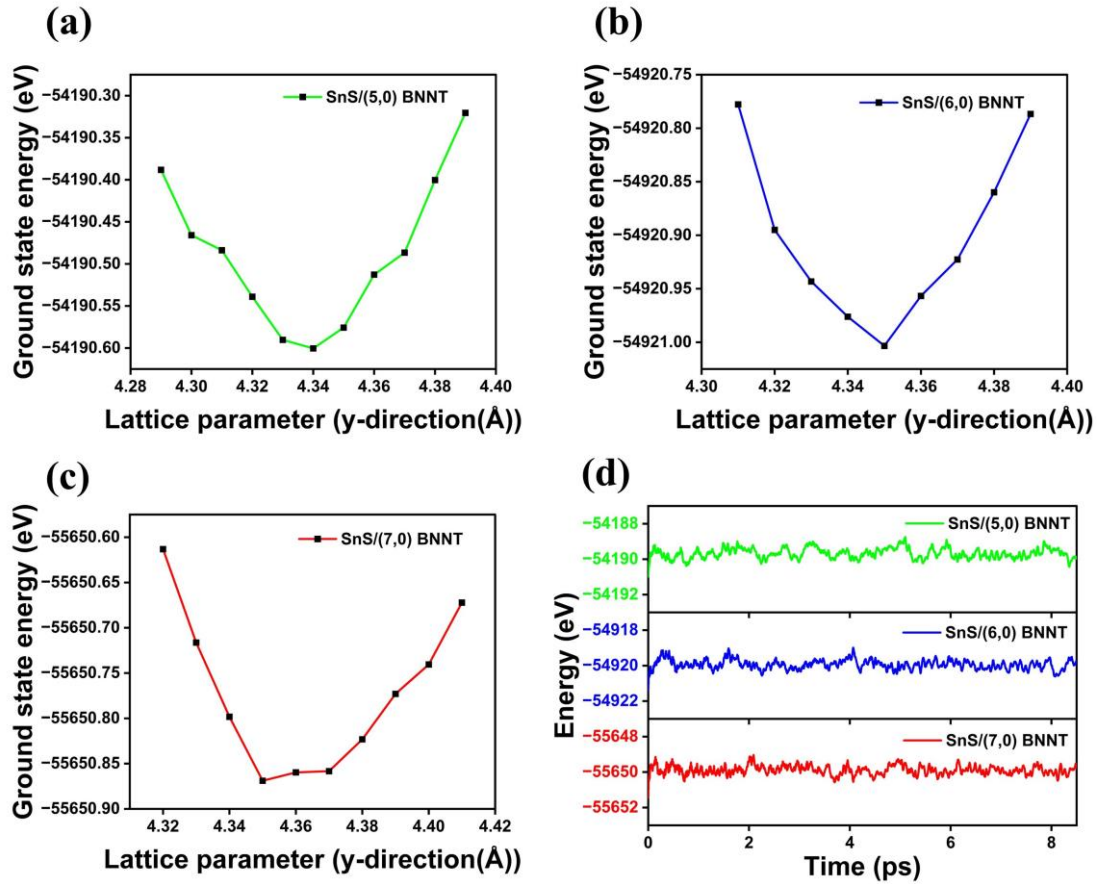 (a)
Ground state energy (eV)
−54190.30
−54190.35
−54190.40
−54190.45
−54190.50
−54190.55
−54190.60
SnS/(5,0) BNNT
4.28 4.30 4.32 4.34 4.36 4.38 4.40
Lattice parameter (y-direction(Å))
(b)
Ground state energy (eV)
−54920.75
−54920.80
−54920.85
−54920.90
−54920.95
−54921.00
SnS/(6,0) BNNT
4.30 4.32 4.34 4.36 4.38 4.40
Lattice parameter (y-direction(Å))
(c)
Ground state energy (eV)
−55650.60
−55650.65
−55650.70
−55650.75
−55650.80
−55650.85
−55650.90
SnS/(7,0) BNNT
4.32 4.34 4.36 4.38 4.40 4.42
Lattice parameter (y-direction(Å))
(d)
Energy (eV)
−54188
−54190
−54192
SnS/(5,0) BNNT
−54918
−54920
−54922
SnS/(6,0) BNNT
−55648
−55650
−55652
SnS/(7,0) BNNT
0 2 4 6 8
Time (ps)